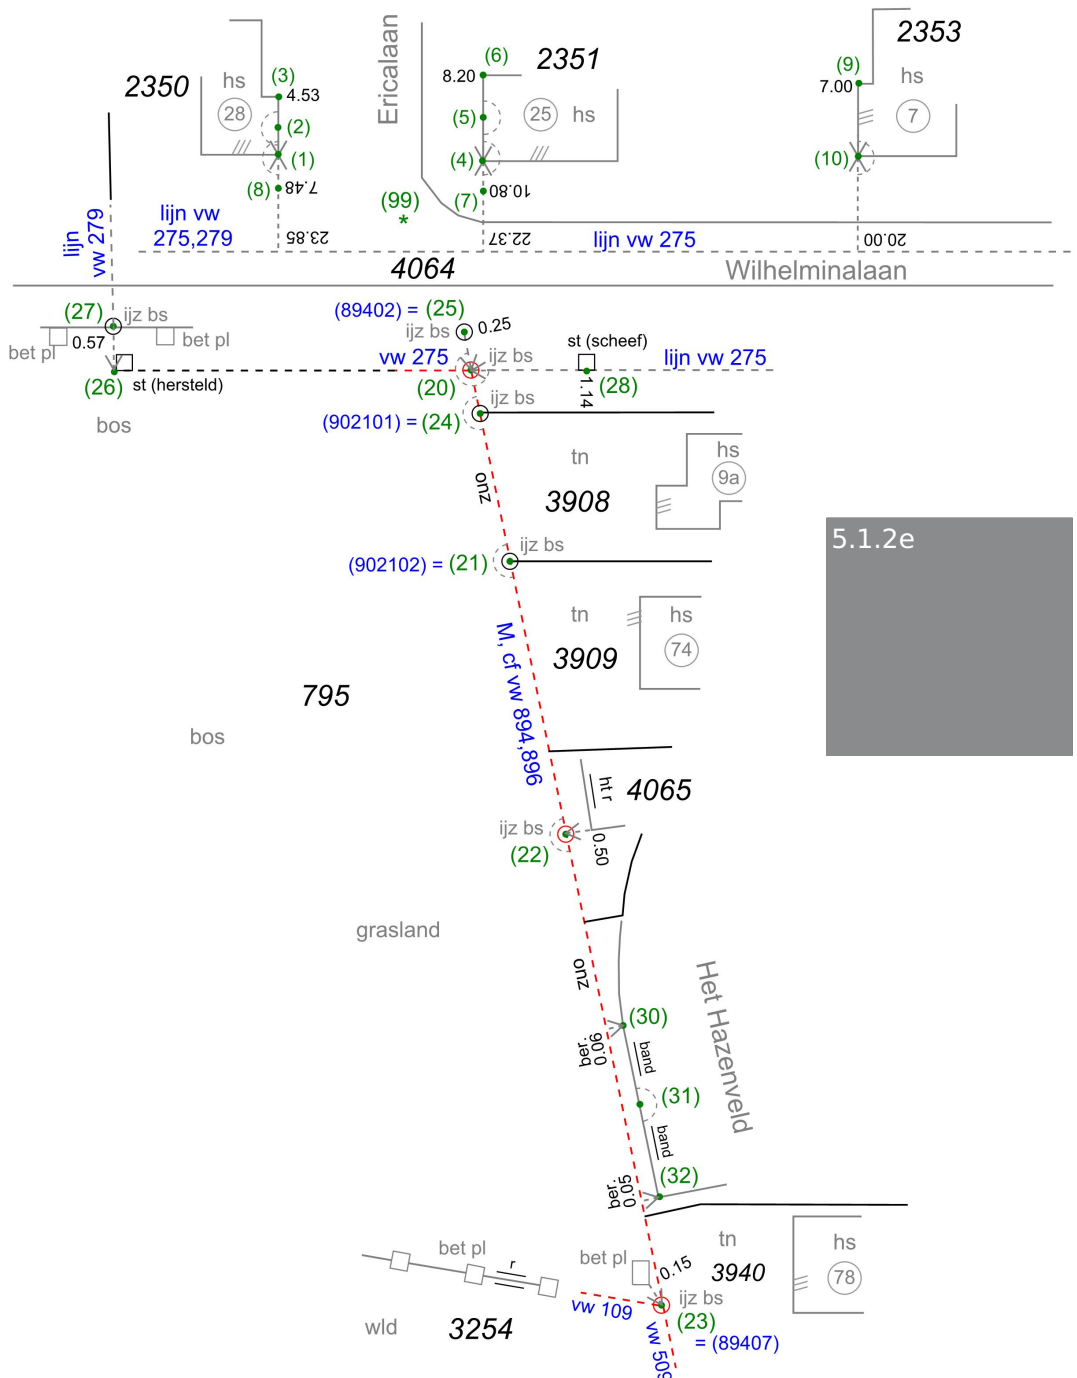 2353
(9)
7.00
hs
7
(10)
20.00
Ericalaan
(6)
8.20
2351
(5)
25
hs
(4)
(7)
10.80
(99)
*
22.37
lijn vw 275
2350
hs
28
(3)
4.53
(2)
(1)
(8)
7.48
lijn vw
275,279
23.85
lijn
vw 279
4064
Wilhelminalaan
(27)
ijz bs
bet pl
0.57
bet pl
(26)
st (hersteld)
bos
(89402) = (25)
ijz bs
0.25
vw 275
ijz bs
(20)
st (scheef)
lijn vw 275
1.14
(28)
ijz bs
(902101) = (24)
onz
tn
3908
hs
9a
5.1.2e
ijz bs
(902102) = (21)
tn
3909
hs
74
M, cf vw 894,896
795
bos
4065
ht r
ijz bs
(22)
0.50
grasland
onz
Het Hazenveld
(30)
0.06
ber.
band
(31)
band
(32)
0.05
ber.
tn
3940
hs
78
bet pl
r
bet pl
0.15
ijz bs
(23)
= (89407)
vw 109
vw 509
wld
3254